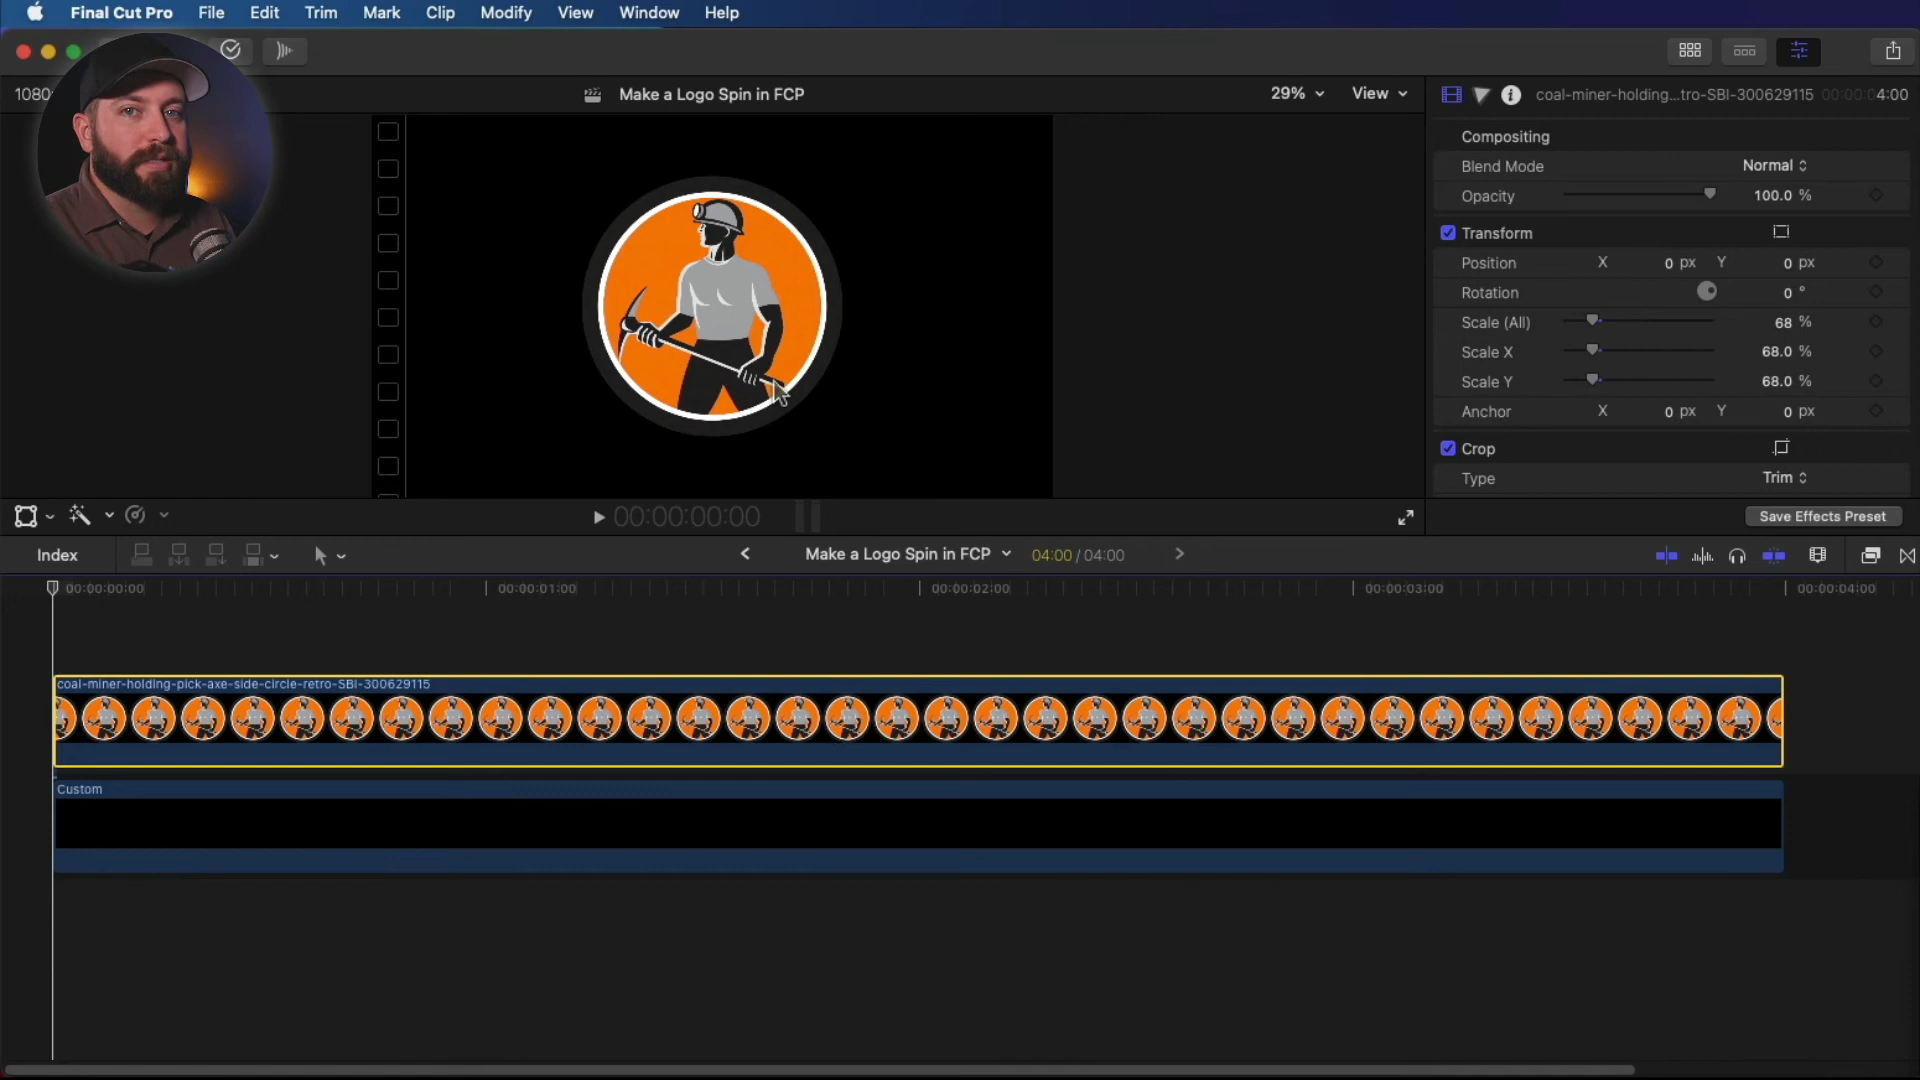 Final Cut Pro File Edit Trim Mark Clip Modify View Window Help
1080
Make a Logo Spin in FCP
29%
View
coal-miner-holding...tro-SBI-300629115
00:00:04:00
Compositing
Blend Mode Normal
Opacity 100.0 %
Transform
Position X 0 px Y 0 px
Rotation 0 °
Scale (All) 68 %
Scale X 68.0 %
Scale Y 68.0 %
Anchor X 0 px Y 0 px
Crop
Type Trim
00:00:00:00
Save Effects Preset
Index
Make a Logo Spin in FCP
04:00 / 04:00
00:00:00:00 00:00:01:00 00:00:02:00 00:00:03:00 00:00:04:00
coal-miner-holding-pick-axe-side-circle-retro-SBI-300629115
Custom